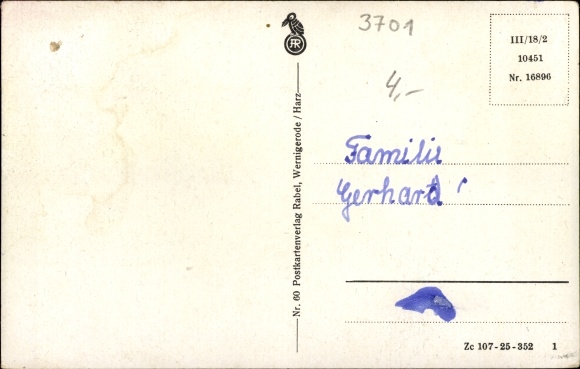 3701
4,-
III/18/2
10451
Nr. 16896
Nr. 60 Postkartenverlag Rabel, Wernigerode / Harz
Familie
Gerhard
Zc 107-25-352 1